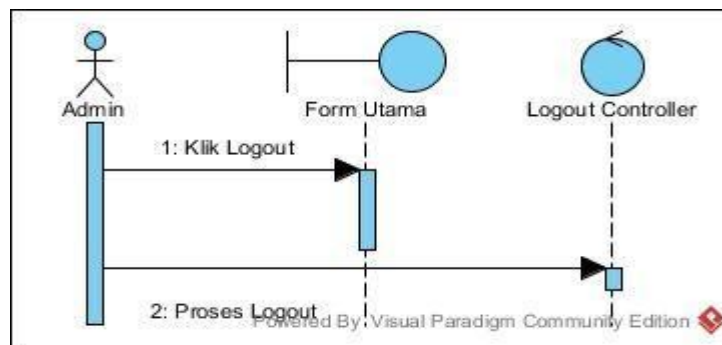 Admin
Form Utama
Logout Controller
1: Klik Logout
2: Proses Logout
Powered By Visual Paradigm Community Edition